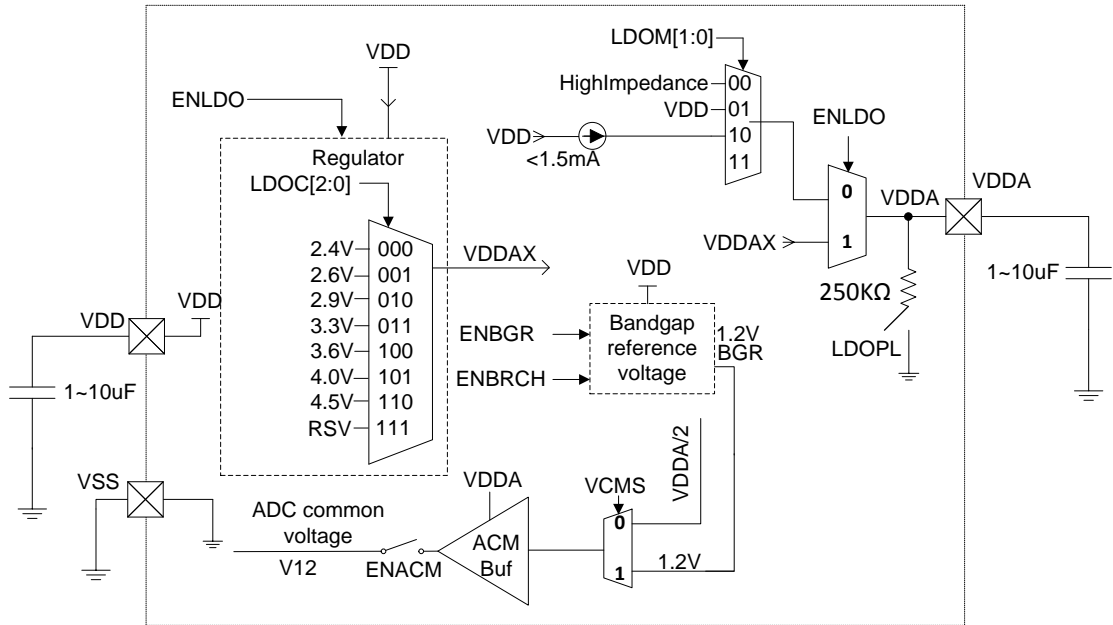 LDOM[1:0]
VDD
HighImpedance 00
ENLDO
VDD 01
ENLDO
VDD 10
<1.5mA
11
Regulator
LDOC[2:0]
0
VDDA
VDDA
2.4V 000
VDDAX
VDDAX
1
2.6V 001
2.9V 010
VDD
250KΩ
1~10uF
VDD
VDD
3.3V 011
ENBGR
Bandgap
reference
voltage
1.2V
BGR
LDOPL
3.6V 100
1~10uF
4.0V 101
ENBRCH
4.5V 110
RSV 111
VDDA/2
VSS
VDDA
VCMS
ADC common
voltage
0
ACM
Buf
V12
ENACM
1
1.2V